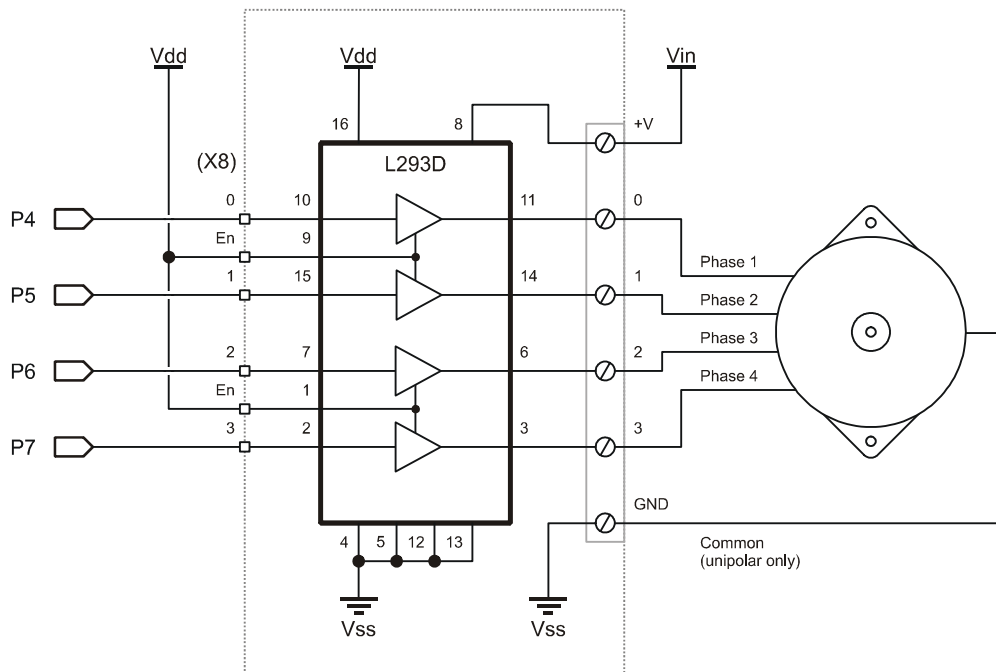 Vdd
Vdd
Vin
16
8
+V
(X8)
L293D
P4
0
10
11
0
En
9
Phase 1
P5
1
15
14
1
Phase 2
Phase 3
P6
2
7
6
2
Phase 4
En
1
P7
3
2
3
3
GND
4
5
12
13
Common
(unipolar only)
Vss
Vss